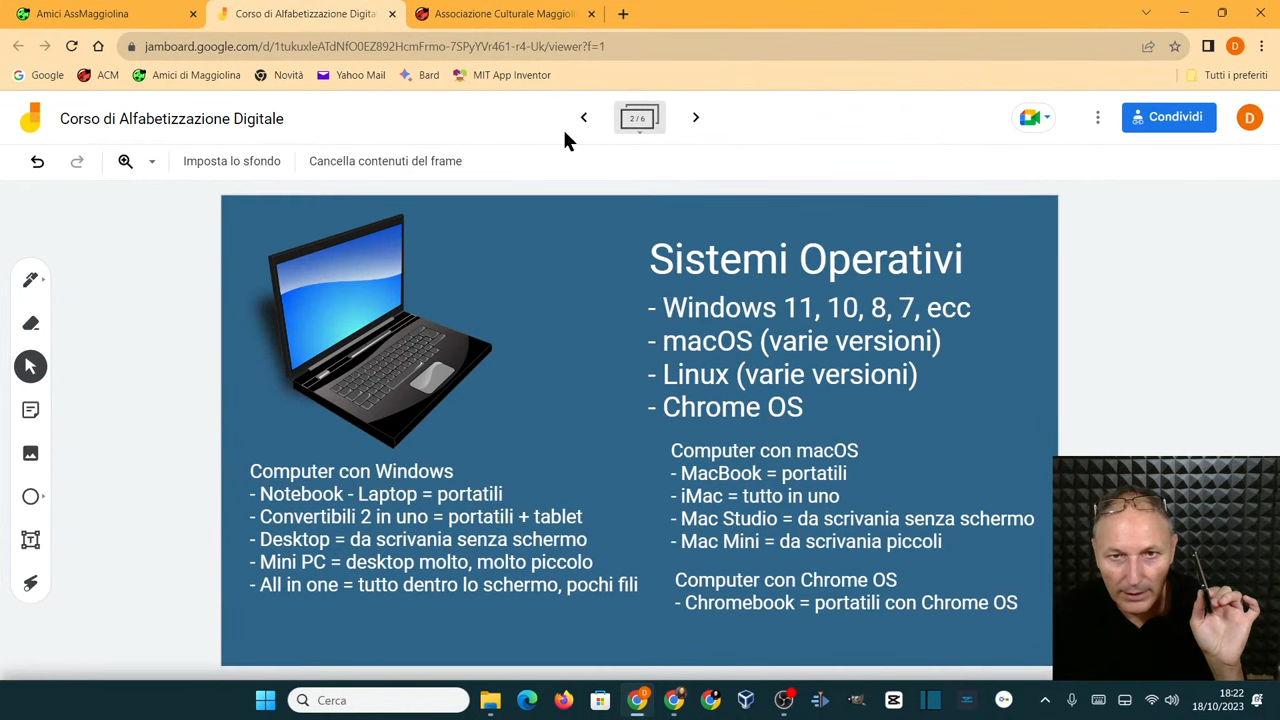 Amici AssMaggiolina
Corso di Alfabetizzazione Digita
Associazione Culturale Maggioli
jamboard.google.com/d/1tukuxleATdNfO0EZ892HcmFrmo-7SPyYVr461-r4-Uk/viewer?f=1
D
Google
ACM
Amici di Maggiolina
Novità
Yahoo Mail
Bard
MIT App Inventor
Tutti i preferiti
Corso di Alfabetizzazione Digitale
2 / 6
Condividi
D
Imposta lo sfondo
Cancella contenuti del frame
Sistemi Operativi
- Windows 11, 10, 8, 7, ecc
- macOS (varie versioni)
- Linux (varie versioni)
- Chrome OS
Computer con Windows
- Notebook - Laptop = portatili
- Convertibili 2 in uno = portatili + tablet
- Desktop = da scrivania senza schermo
- Mini PC = desktop molto, molto piccolo
- All in one = tutto dentro lo schermo, pochi fili
Computer con macOS
- MacBook = portatili
- iMac = tutto in uno
- Mac Studio = da scrivania senza schermo
- Mac Mini = da scrivania piccoli
Computer con Chrome OS
- Chromebook = portatili con Chrome OS
Cerca
18:22
18/10/2023